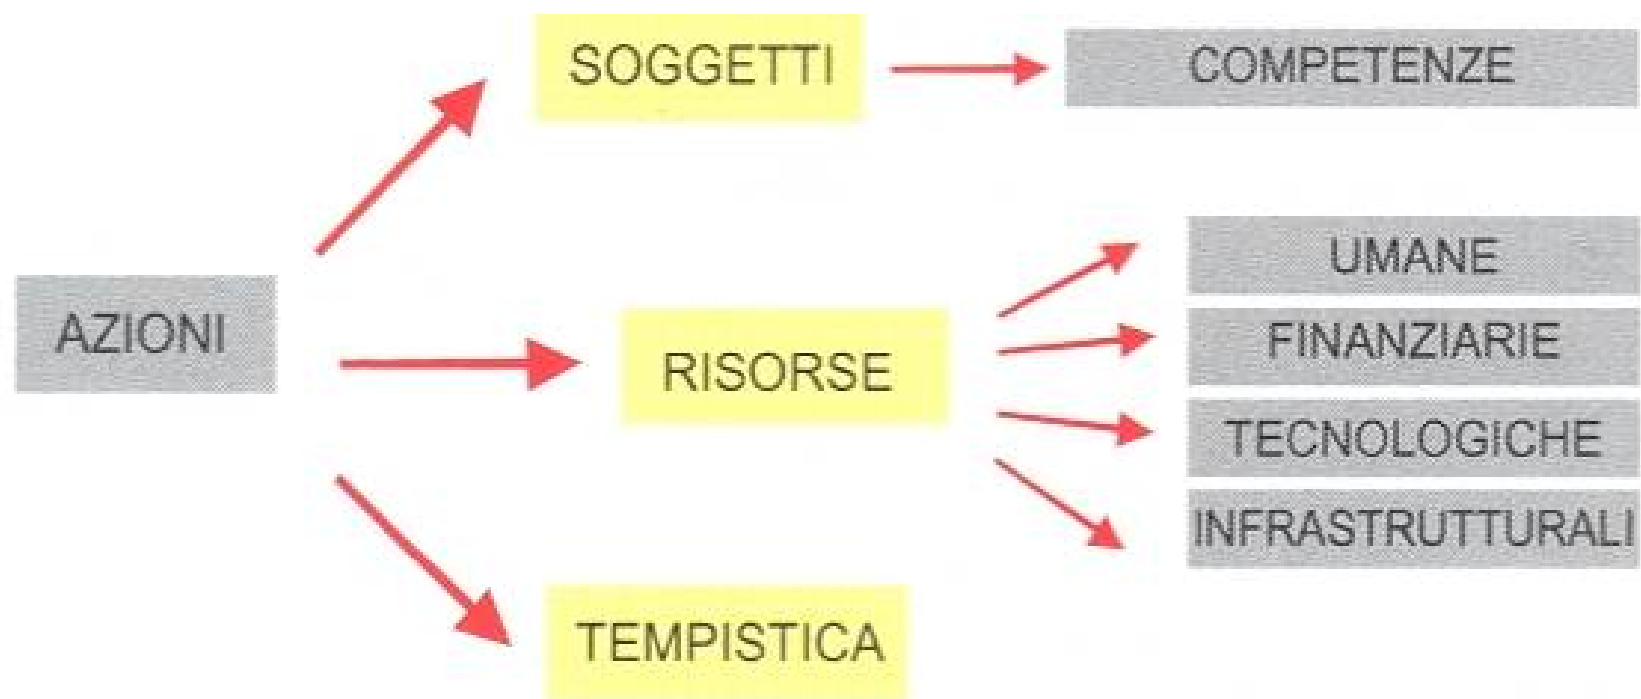 SOGGETTI
COMPETENZE
AZIONI
RISORSE
UMANE
FINANZIARIE
TECNOLOGICHE
INFRASTRUTTURALI
TEMPISTICA